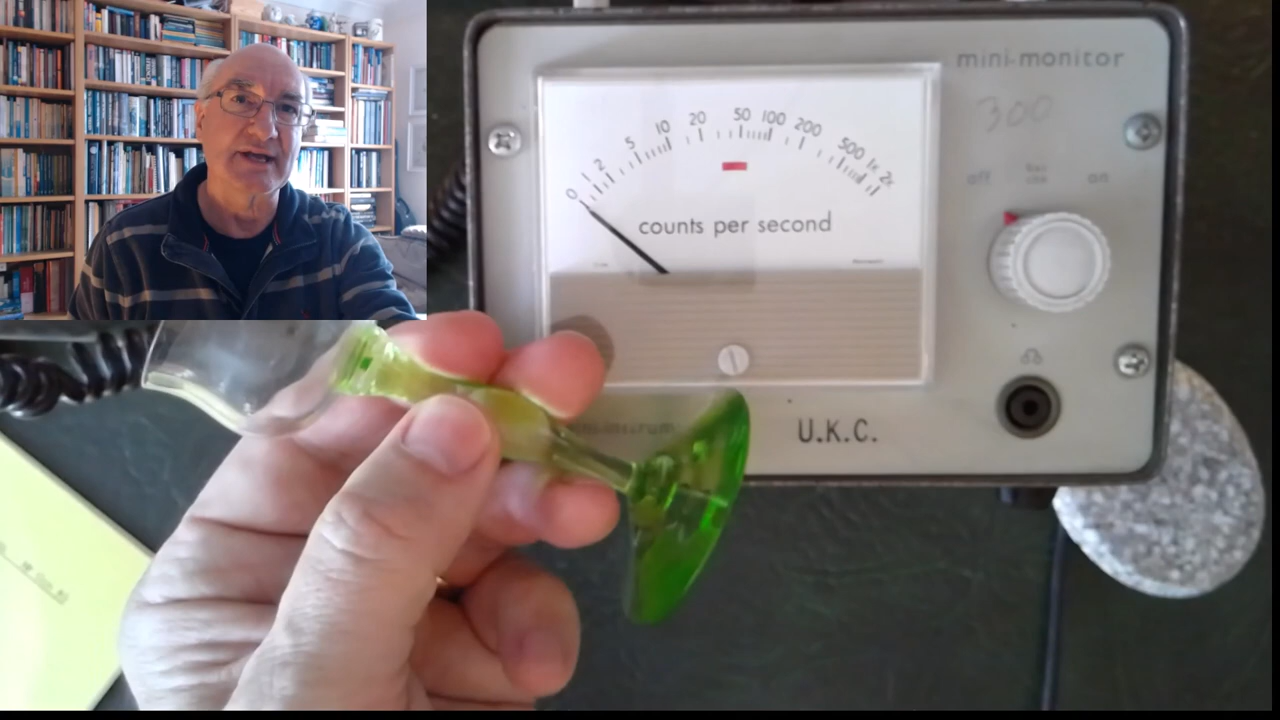 mini-monitor
300
0 1 2 5 10 20 50 100 200 500 1k 2k
off
on
counts per second
U.K.C.